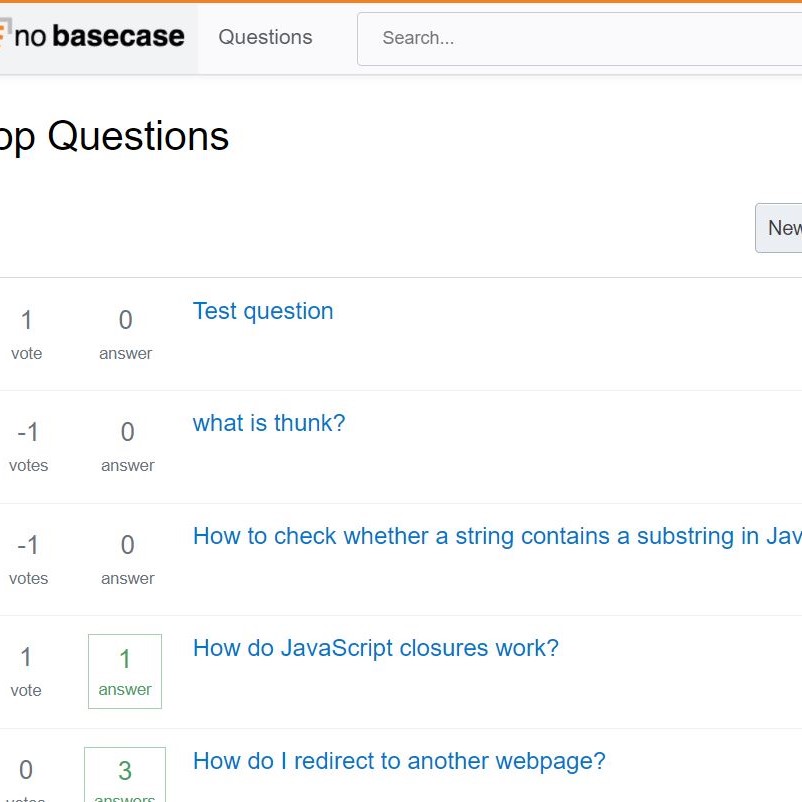 no basecase
Questions
Search...
op Questions
New
1
vote
0
answer
Test question
-1
votes
0
answer
what is thunk?
-1
votes
0
answer
How to check whether a string contains a substring in Jav
1
vote
1
answer
How do JavaScript closures work?
0
votes
3
answers
How do I redirect to another webpage?